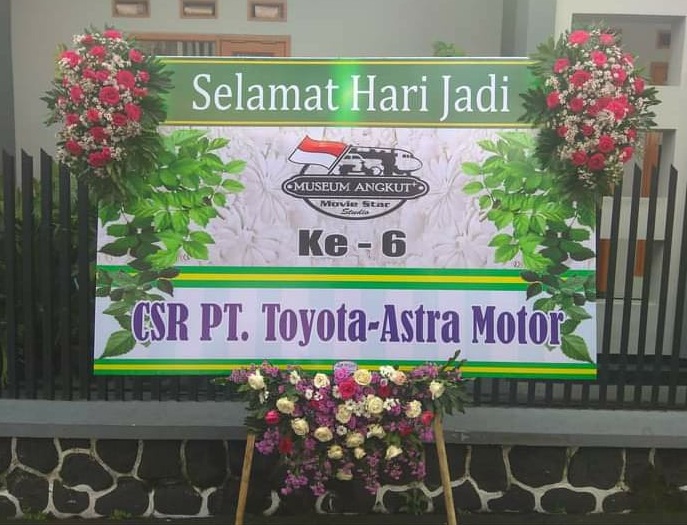 Selamat Hari Jadi
MUSEUM ANGKUT+
Movie Star
Studio
Ke - 6
CSR PT. Toyota-Astra Motor